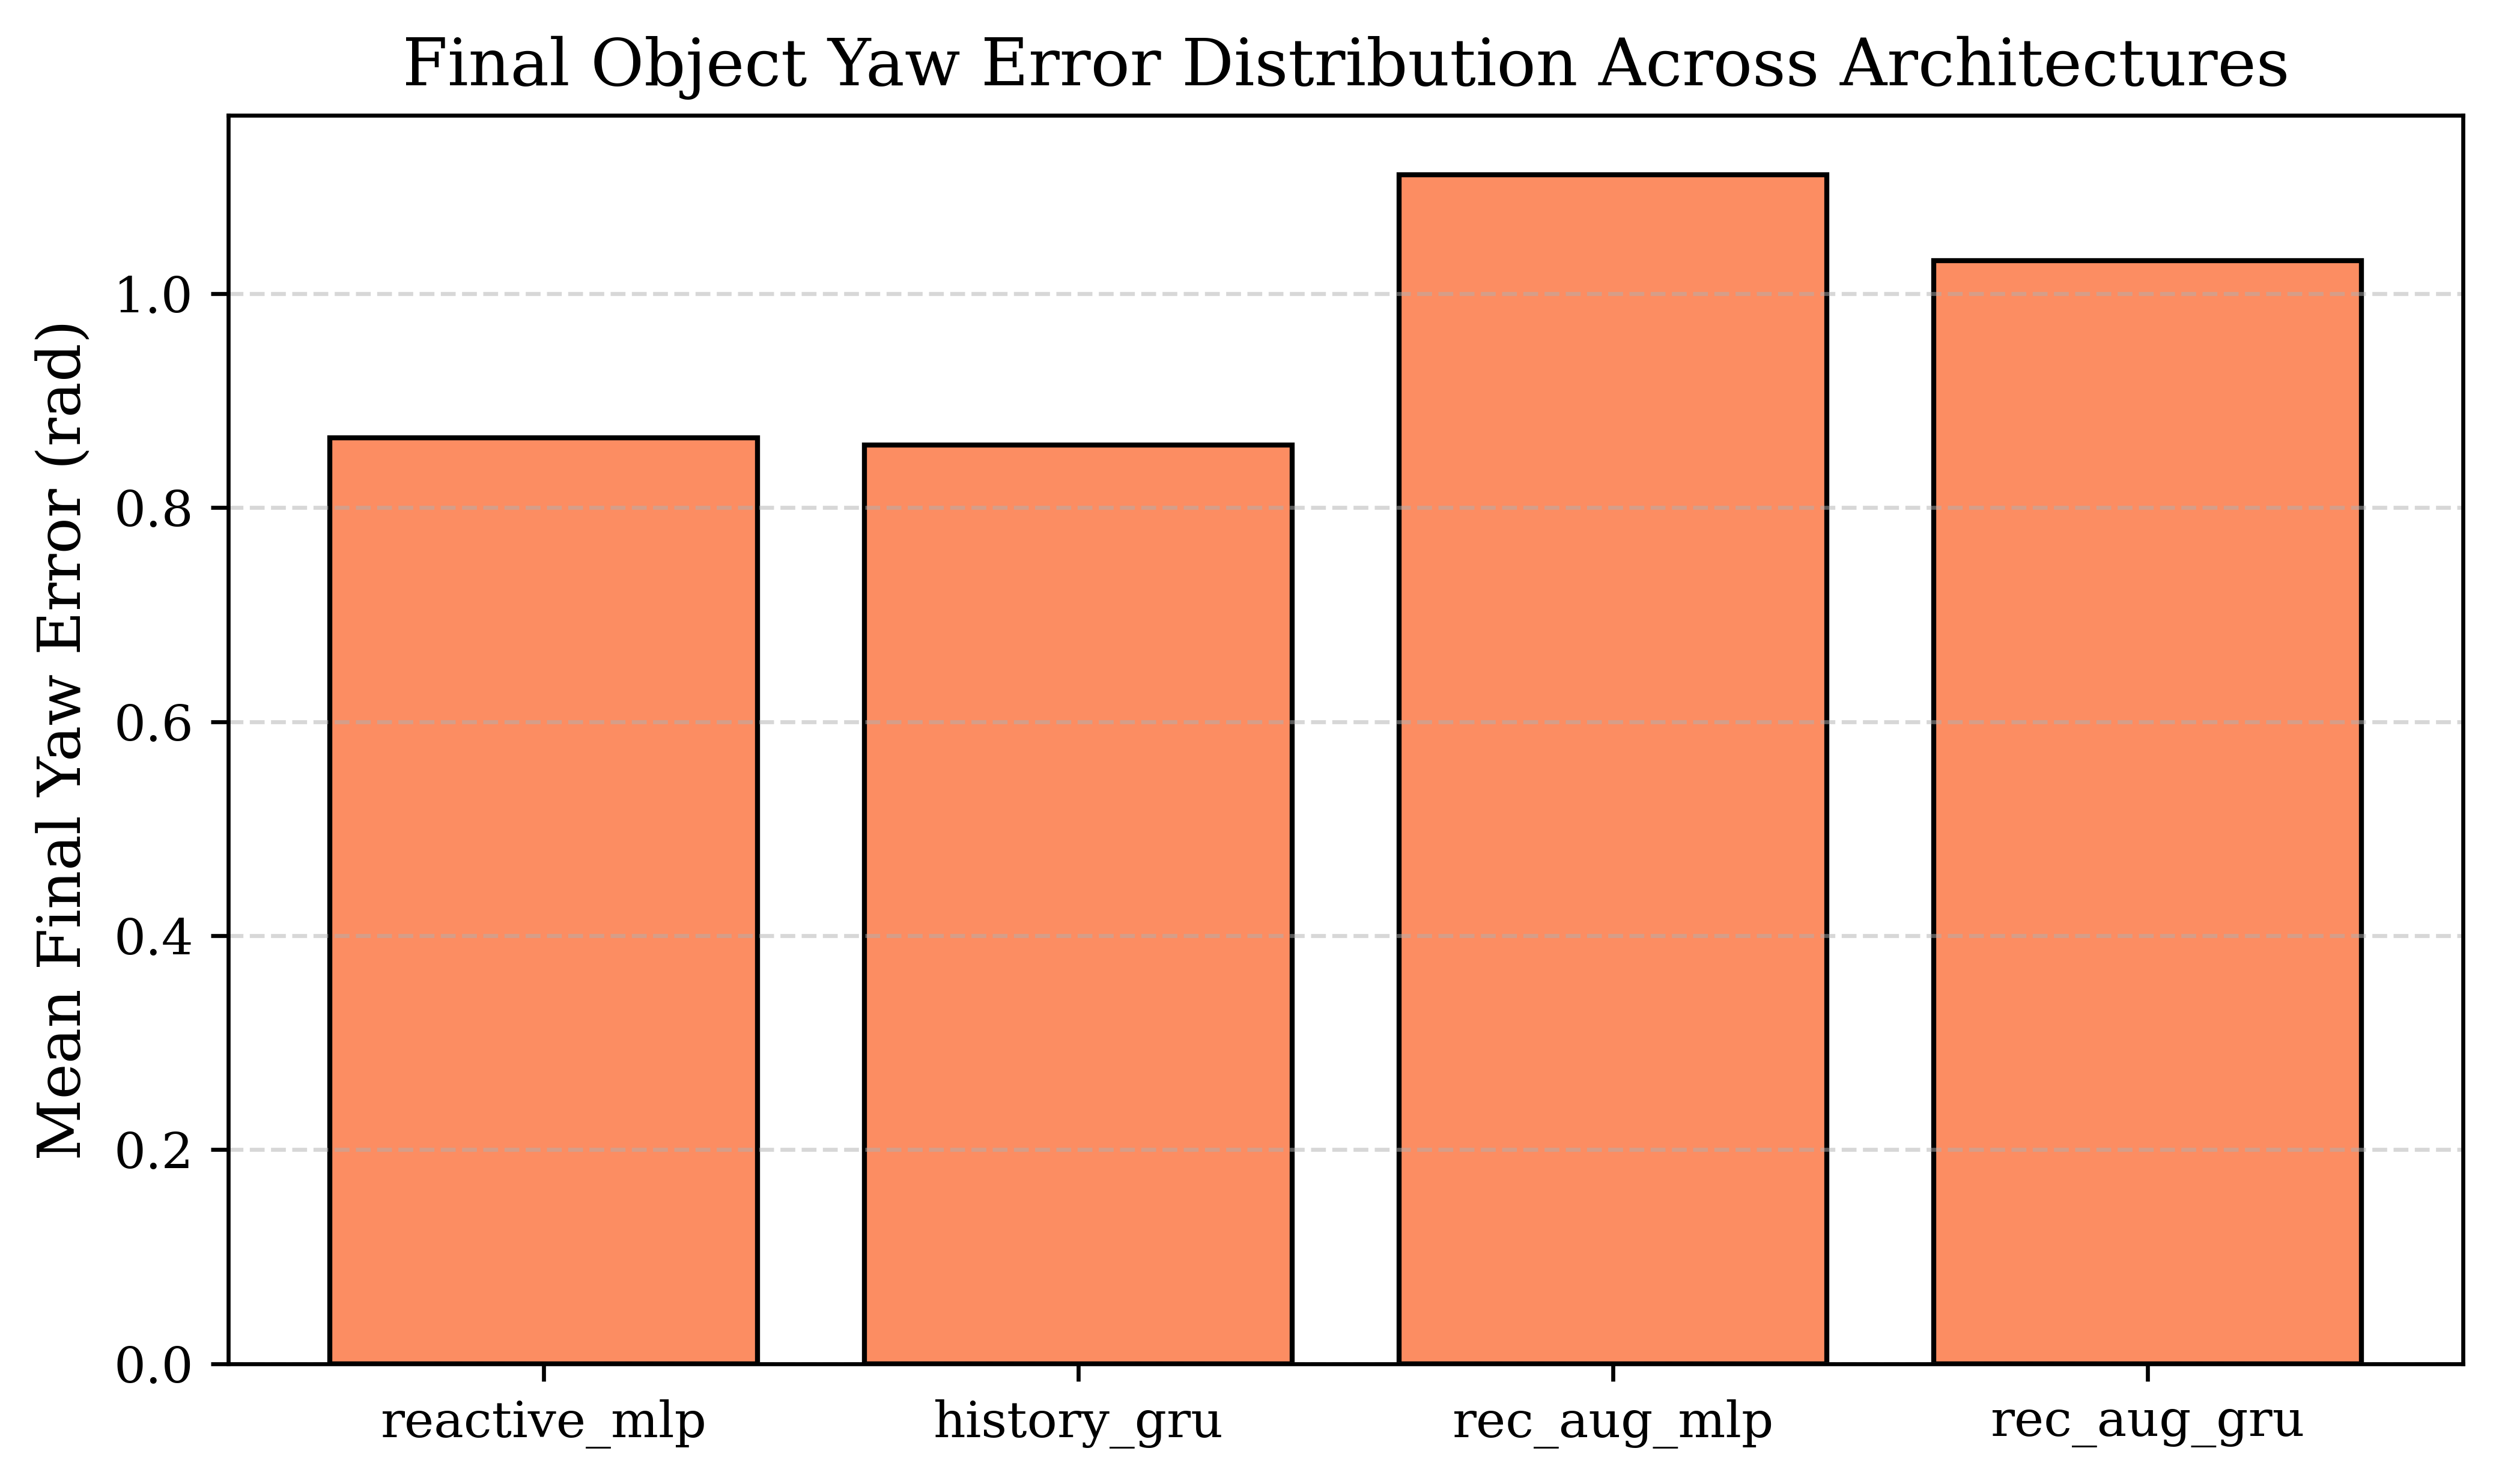 Final Object Yaw Error Distribution Across Architectures
Mean Final Yaw Error (rad)
1.0
0.8
0.6
0.4
0.2
0.0
reactive_mlp
history_gru
rec_aug_mlp
rec_aug_gru